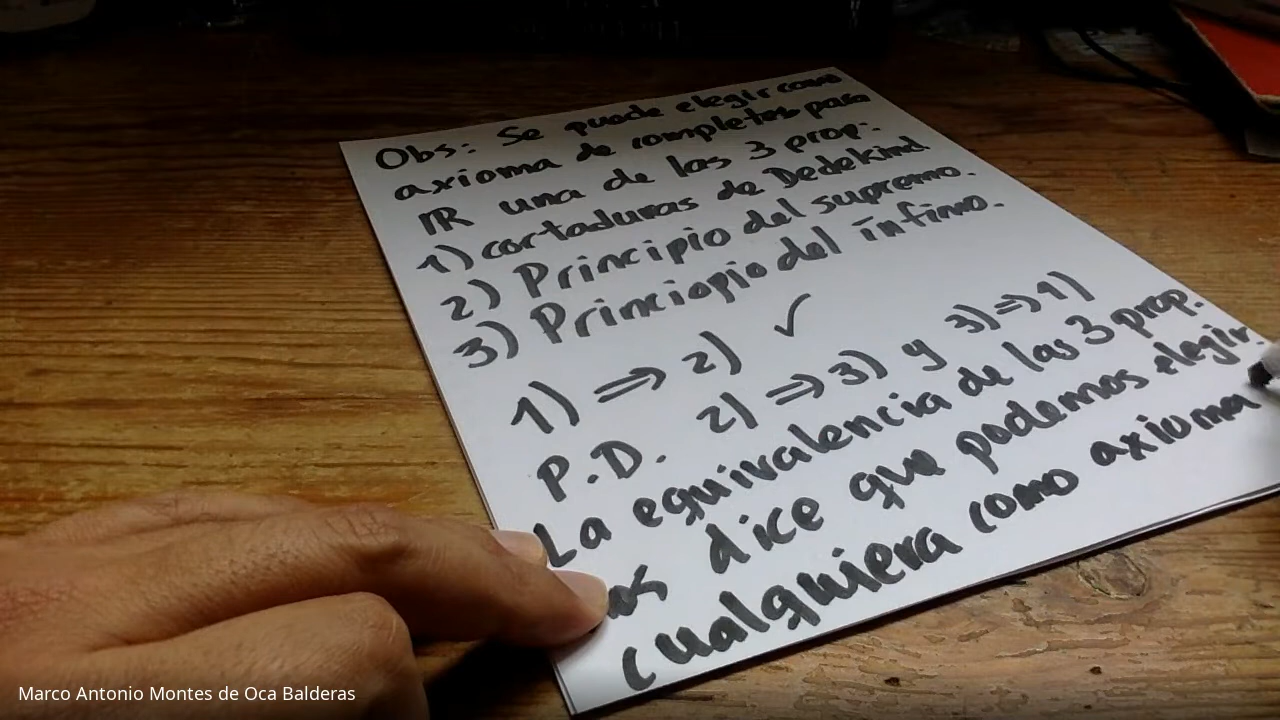 Obs: Se puede elegir como
axioma de completos para
IR una de las 3 prop:
1) cortaduras de Dedekind
2) Principio del supremo.
3) Princiopio del ínfimo.
1) ⇒ 2) ✓
P.D. 2) ⇒ 3) y 3) ⇒ 1)
La equivalencia de las 3 prop.
nos dice que podemos elegir.
cualquiera como axioma
Marco Antonio Montes de Oca Balderas